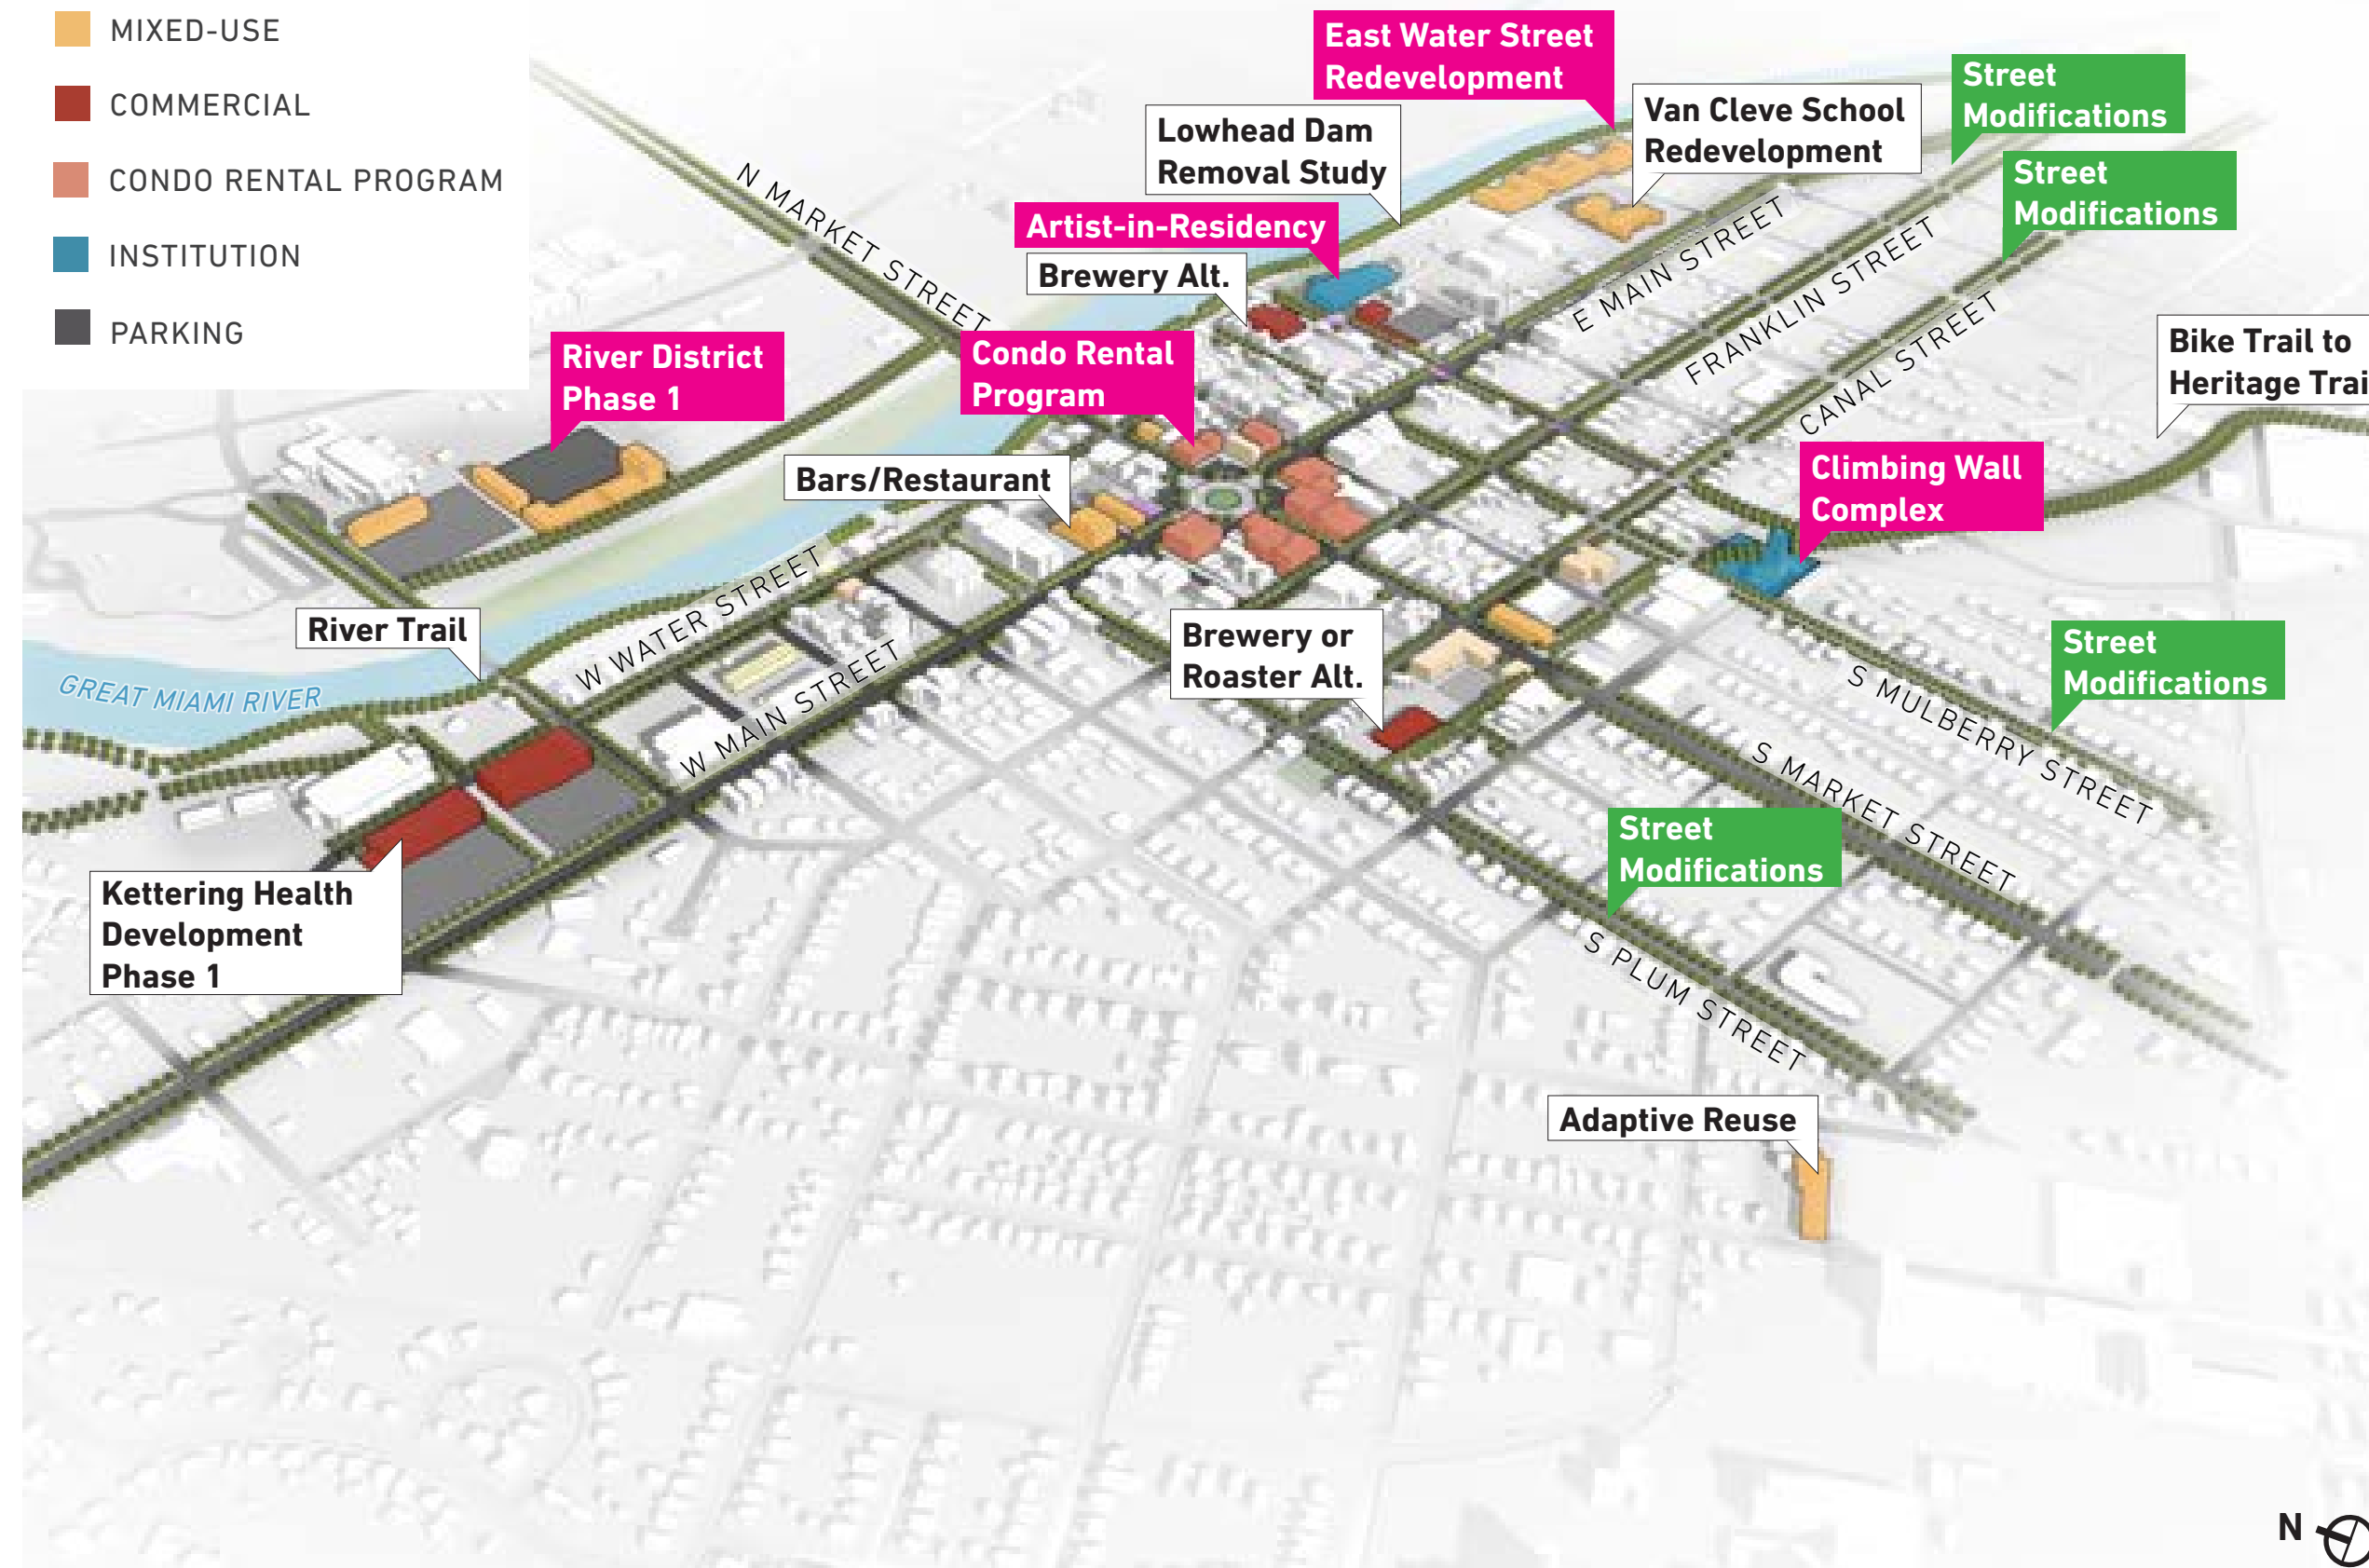 MIXED-USE
COMMERCIAL
CONDO RENTAL PROGRAM
INSTITUTION
PARKING
East Water Street
Redevelopment
Street
Modifications
Van Cleve School
Redevelopment
Lowhead Dam
Removal Study
Street
Modifications
N MARKET STREET
Artist-in-Residency
Brewery Alt.
E MAIN STREET
FRANKLIN STREET
CANAL STREET
Bike Trail to
Heritage Trai
River District
Phase 1
Condo Rental
Program
Bars/Restaurant
Climbing Wall
Complex
River Trail
W WATER STREET
GREAT MIAMI RIVER
W MAIN STREET
Brewery or
Roaster Alt.
Street
Modifications
S MULBERRY STREET
S MARKET STREET
Street
Modifications
Kettering Health
Development
Phase 1
S PLUM STREET
Adaptive Reuse
N